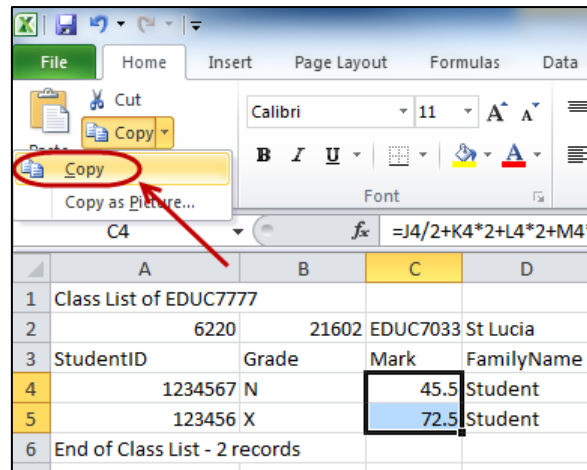 File Home Insert Page Layout Formulas Data
Cut
Calibri 11 A A
Copy
B I U A
Copy
Font
Copy as Picture...
C4 fx =J4/2+K4*2+L4*2+M4*
A B C D
1 Class List of EDUC7777
2 6220 21602 EDUC7033 St Lucia
3 StudentID Grade Mark FamilyName
4 1234567 N 45.5 Student
5 123456 X 72.5 Student
6 End of Class List - 2 records